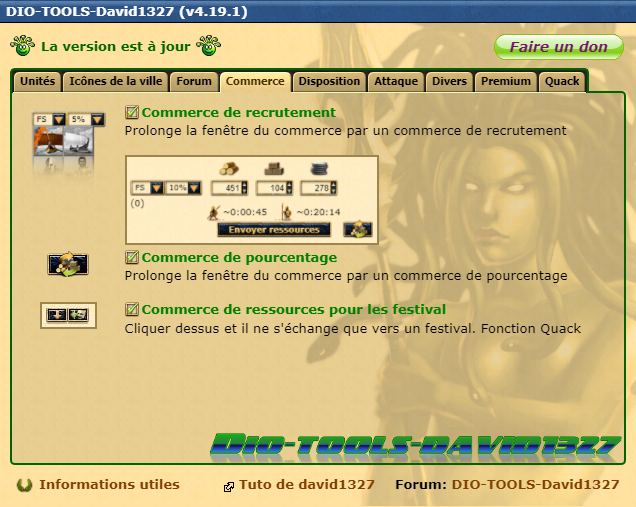 DIO-TOOLS-David1327 (v4.19.1)
La version est à jour
Faire un don
Unités Icônes de la ville Forum Commerce Disposition Attaque Divers Premium Quack
FS 5%
Commerce de recrutement
Prolonge la fenêtre du commerce par un commerce de recrutement
FS 10% 451 104 278
(0)
~0:00:45 ~0:20:14
Envoyer ressources
Commerce de pourcentage
Prolonge la fenêtre du commerce par un commerce de pourcentage
Commerce de ressources pour les festival
Cliquer dessus et il ne s'échange que vers un festival. Fonction Quack
Dio-tools-david1327
Informations utiles Tuto de david1327 Forum: DIO-TOOLS-David1327